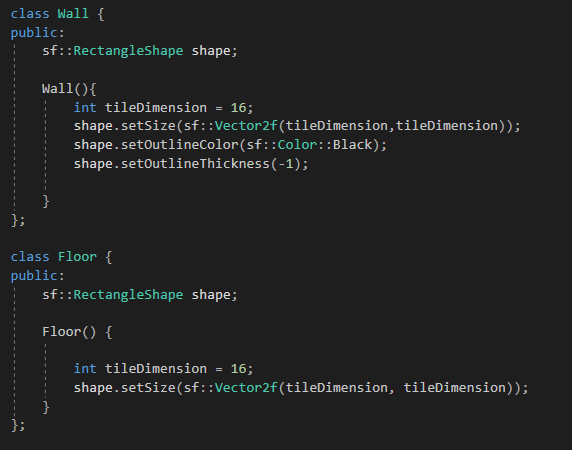 class Wall {
public:
    sf::RectangleShape shape;

    Wall(){
        int tileDimension = 16;
        shape.setSize(sf::Vector2f(tileDimension,tileDimension));
        shape.setOutlineColor(sf::Color::Black);
        shape.setOutlineThickness(-1);

    }
};

class Floor {
public:
    sf::RectangleShape shape;

    Floor() {

        int tileDimension = 16;
        shape.setSize(sf::Vector2f(tileDimension, tileDimension));
    }
};